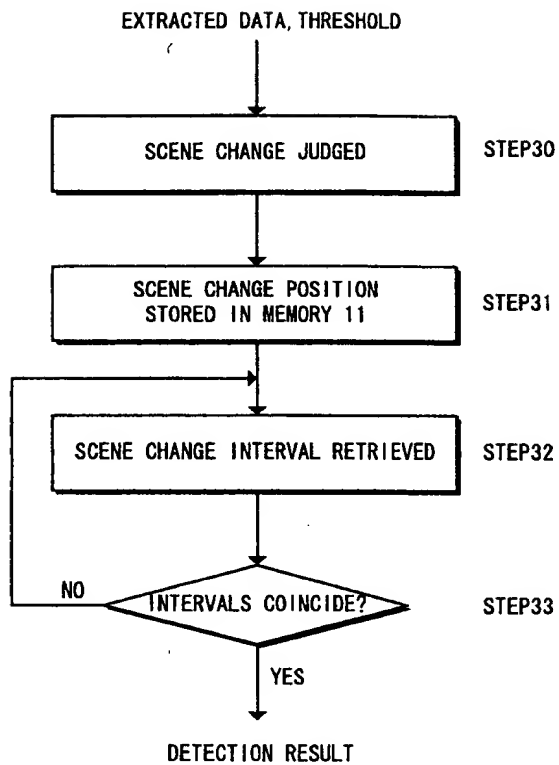 EXTRACTED DATA, THRESHOLD
SCENE CHANGE JUDGED
STEP30
SCENE CHANGE POSITION
STORED IN MEMORY 11
STEP31
SCENE CHANGE INTERVAL RETRIEVED
STEP32
NO
INTERVALS COINCIDE?
STEP33
YES
DETECTION RESULT